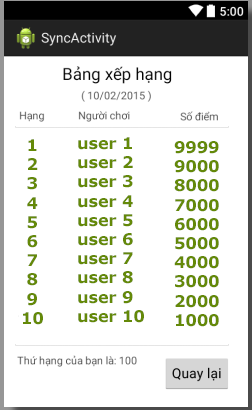 5:00
SyncActivity
Bảng xếp hạng
( 10/02/2015 )
Hạng Người chơi Số điểm
1 user 1 9999
2 user 2 9000
3 user 3 8000
4 user 4 7000
5 user 5 6000
6 user 6 5000
7 user 7 4000
8 user 8 3000
9 user 9 2000
10 user 10 1000
Thứ hạng của bạn là: 100
Quay lại